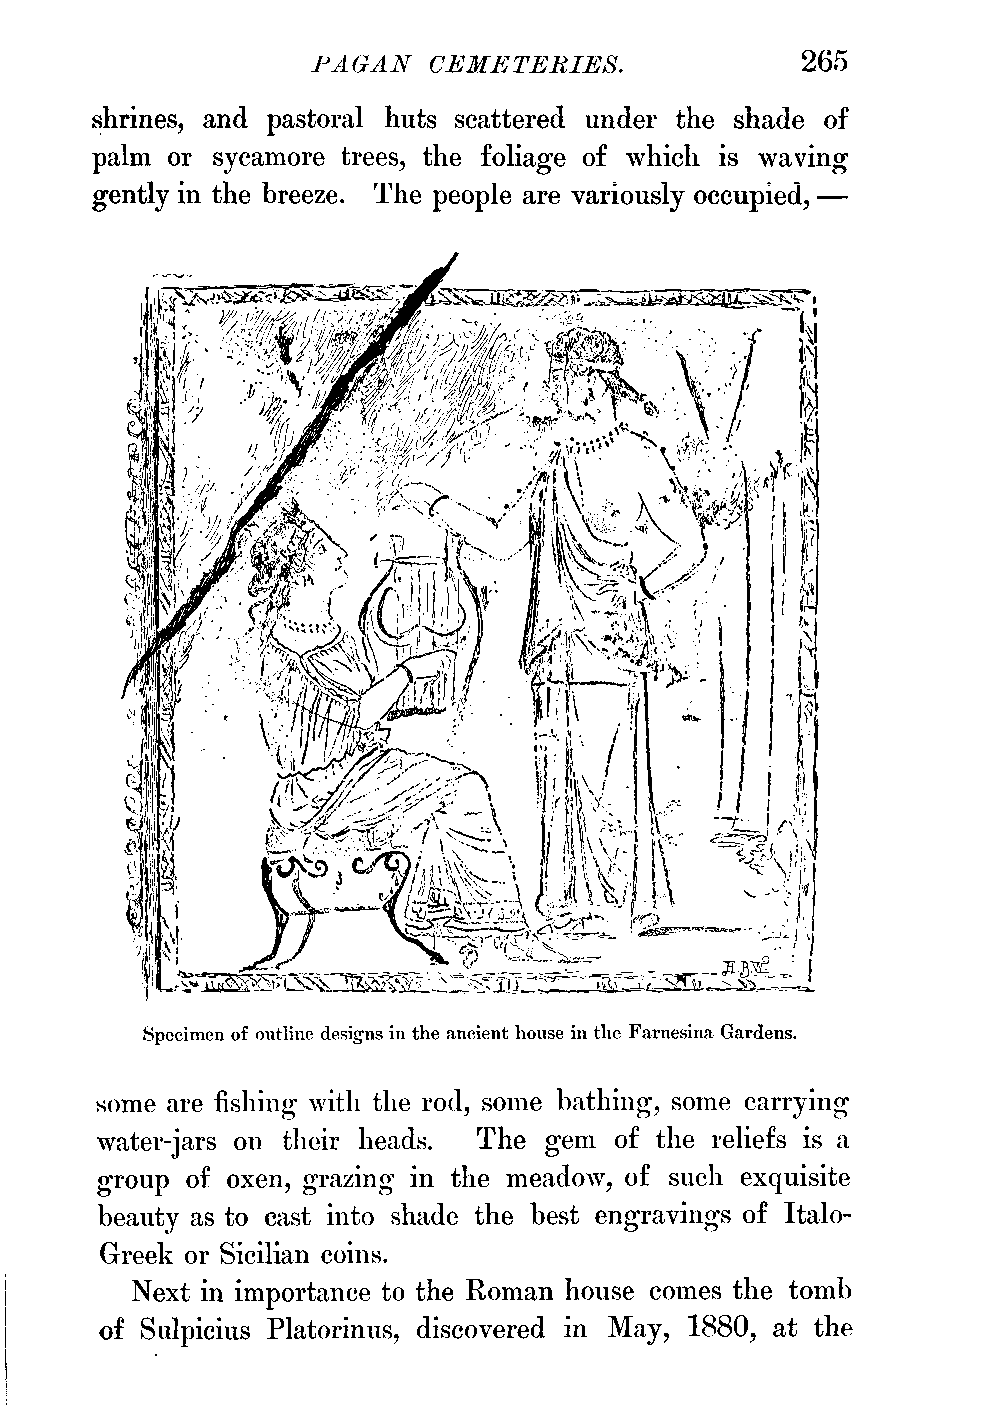 PAGAN CEMETERIES. 265
shrines, and pastoral huts scattered under the shade of
palm or sycamore trees, the foliage of which is waving
gently in the breeze. The people are variously occupied, —
Specimen of outline designs in the ancient house in the Farnesina Gardens.
some are fishing with the rod, some bathing, some carrying
water-jars on their heads. The gem of the reliefs is a
group of oxen, grazing in the meadow, of such exquisite
beauty as to cast into shade the best engravings of Italo-
Greek or Sicilian coins.
Next in importance to the Roman house comes the tomb
of Sulpicius Platorinus, discovered in May, 1880, at the